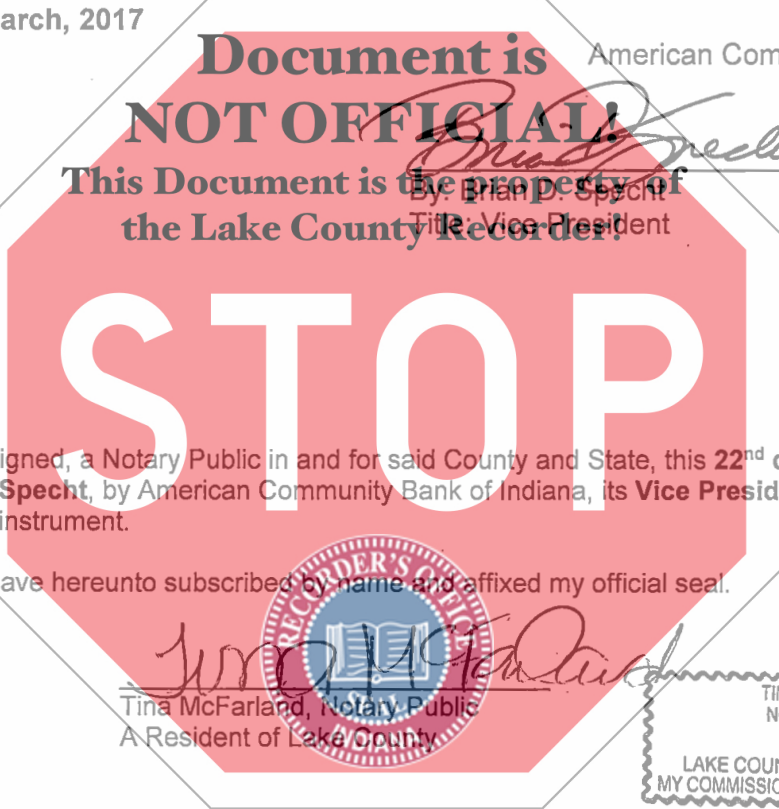 arch, 2017
Document is
American Com
NOT OFFICIAL!
This Document is the property of
By: Brian D. Specht
the Lake County Recorder!
Title: Vice-President
STOP
igned, a Notary Public in and for said County and State, this 22nd
Specht, by American Community Bank of Indiana, its Vice Presid
instrument.
ave hereunto subscribed by name and affixed my official seal.
RECORDER'S OFFICE
SEAL
INDIANA
Tina McFarland
Tina McFarland, Notary Public
A Resident of Lake County
LAKE COUN
MY COMMISSIO